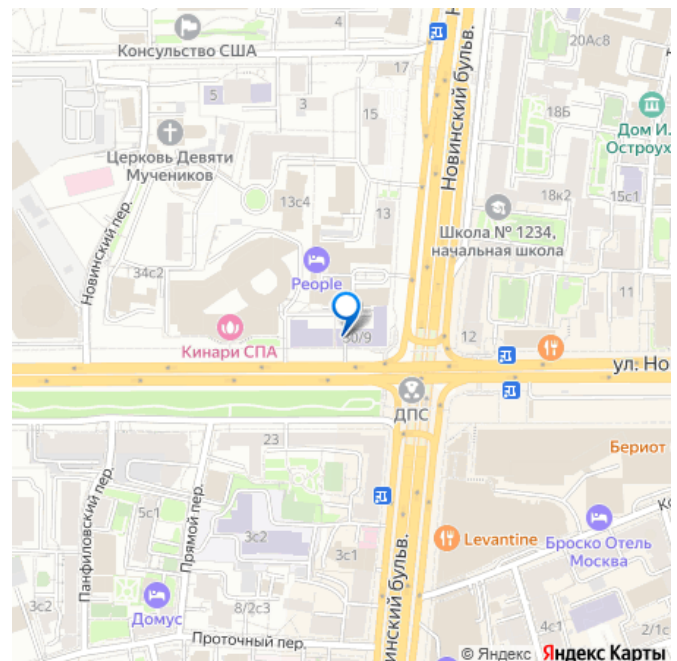 4
Консульство США
5
3
17
15
20Ас8
Новинский бульв.
18Б
Дом И.
Остроух
Церковь Девяти
Мучеников
13с4
13
18к2
15с1
Школа № 1234,
начальная школа
Новинский пер.
34с2
People
11
Кинари СПА
30/9
12
ул. Но
ДПС
23
Бериот
Панфиловский пер.
5с1
Прямой пер.
3с2
3с1
Levantine
Броско Отель
Москва
3с2
Домус
8/2с3
Проточный пер.
инский бульв.
4с1
2/1с
© Яндекс Яндекс Карты